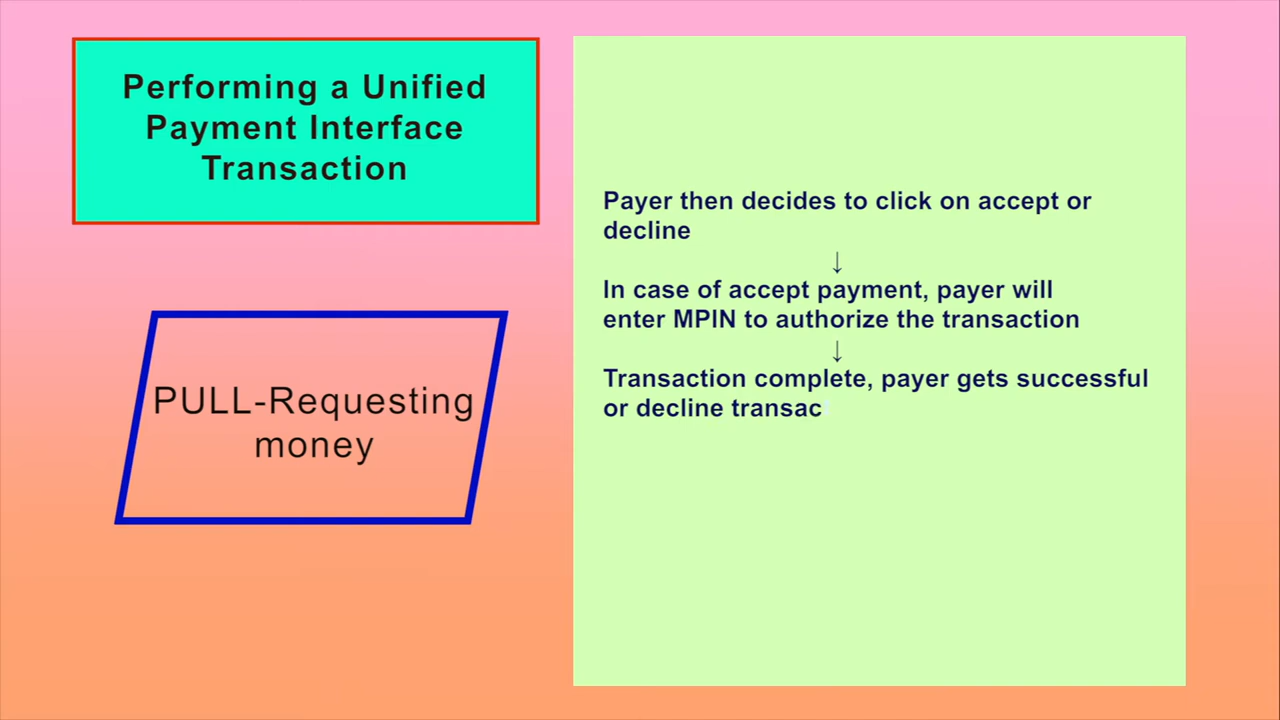 Performing a Unified
Payment Interface
Transaction
PULL-Requesting
money
Payer then decides to click on accept or
decline
↓
In case of accept payment, payer will
enter MPIN to authorize the transaction
↓
Transaction complete, payer gets successful
or decline transac